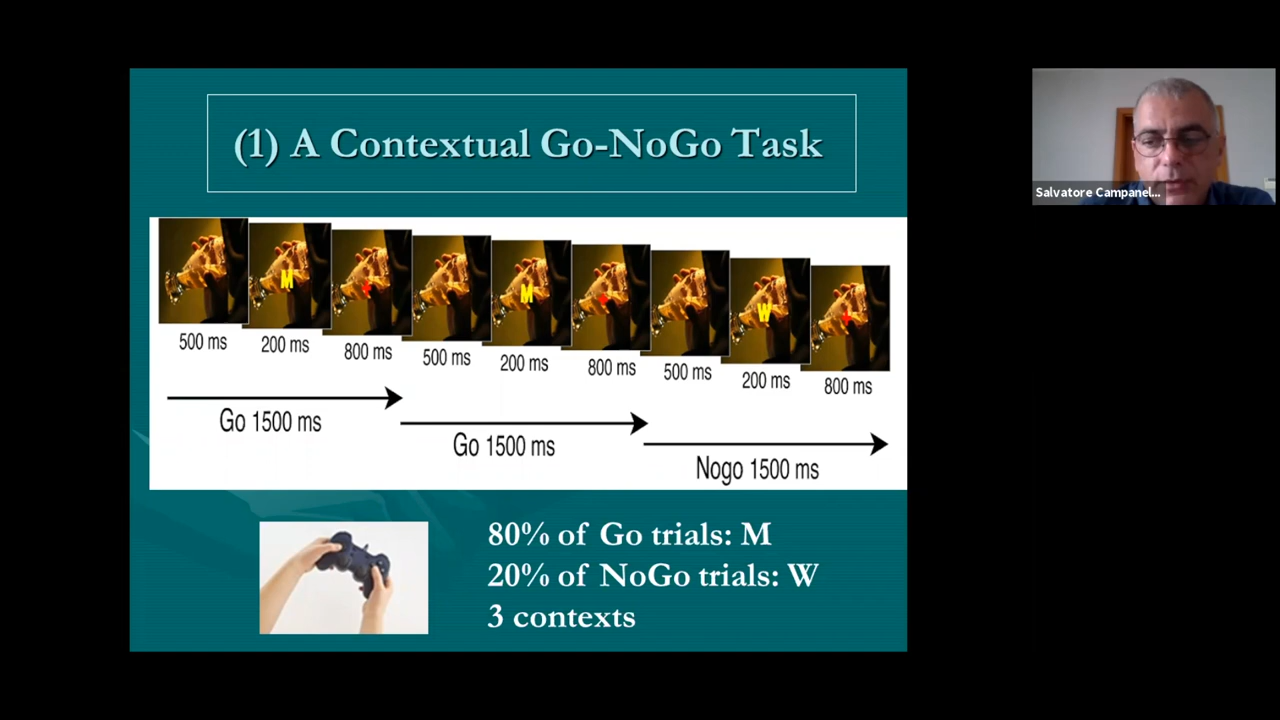 (1) A Contextual Go-NoGo Task
M
M
W
500 ms
200 ms
800 ms
500 ms
200 ms
800 ms
500 ms
200 ms
800 ms
Go 1500 ms
Go 1500 ms
Nogo 1500 ms
80% of Go trials: M
20% of NoGo trials: W
3 contexts
Salvatore Campanel...